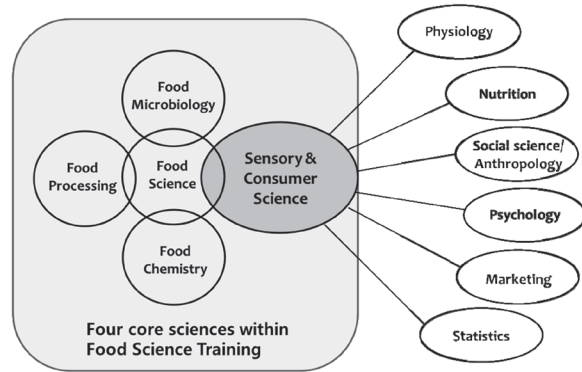 Food
Microbiology
Food
Processing
Food
Science
Food
Chemistry
Sensory &
Consumer
Science
Four core sciences within
Food Science Training
Physiology
Nutrition
Social science/
Anthropology
Psychology
Marketing
Statistics